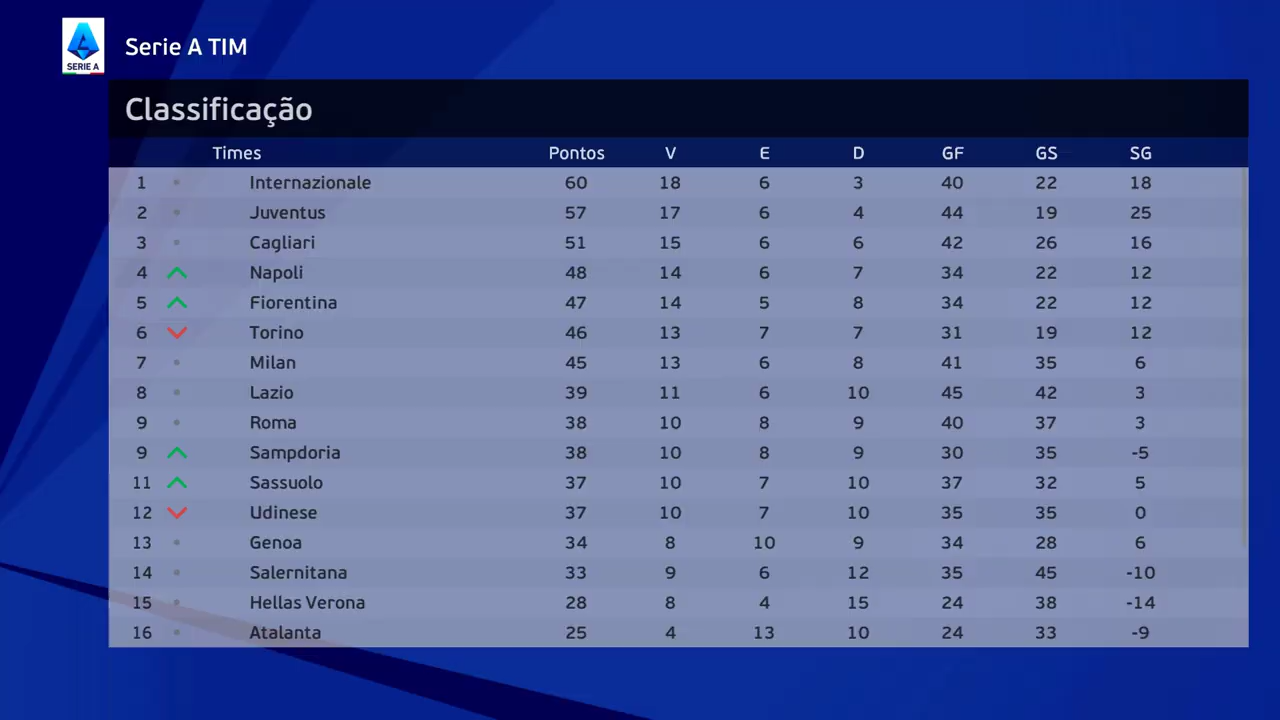 SERIE A
Serie A TIM
Classificação
Times Pontos V E D GF GS SG
1 Internazionale 60 18 6 3 40 22 18
2 Juventus 57 17 6 4 44 19 25
3 Cagliari 51 15 6 6 42 26 16
4 Napoli 48 14 6 7 34 22 12
5 Fiorentina 47 14 5 8 34 22 12
6 Torino 46 13 7 7 31 19 12
7 Milan 45 13 6 8 41 35 6
8 Lazio 39 11 6 10 45 42 3
9 Roma 38 10 8 9 40 37 3
9 Sampdoria 38 10 8 9 30 35 -5
11 Sassuolo 37 10 7 10 37 32 5
12 Udinese 37 10 7 10 35 35 0
13 Genoa 34 8 10 9 34 28 6
14 Salernitana 33 9 6 12 35 45 -10
15 Hellas Verona 28 8 4 15 24 38 -14
16 Atalanta 25 4 13 10 24 33 -9